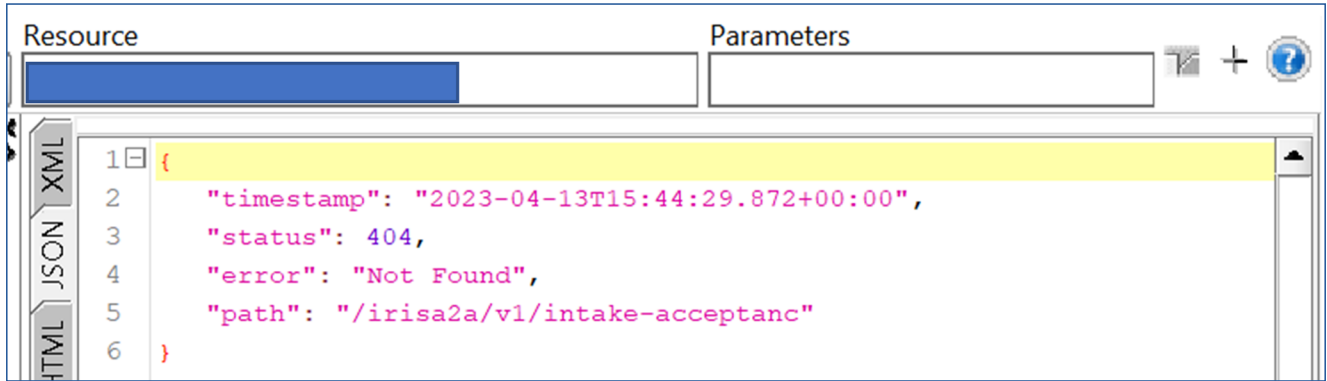 Resource
Parameters
XML
JSON
HTML
1 {
2 "timestamp": "2023-04-13T15:44:29.872+00:00",
3 "status": 404,
4 "error": "Not Found",
5 "path": "/irisa2a/v1/intake-acceptanc"
6 }